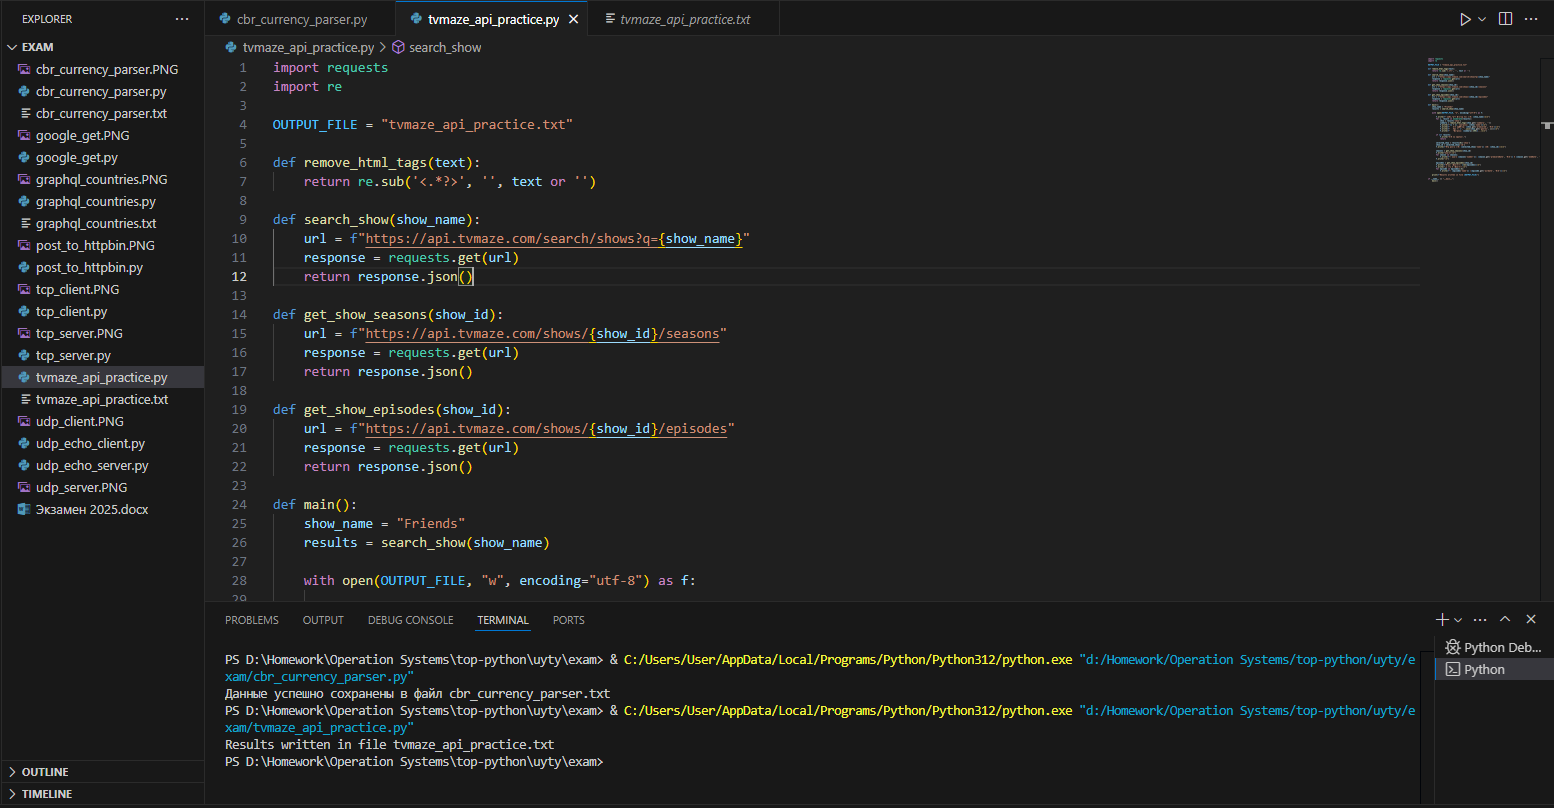 EXPLORER
EXAM
cbr_currency_parser.PNG
cbr_currency_parser.py
cbr_currency_parser.txt
google_get.PNG
google_get.py
graphql_countries.PNG
graphql_countries.py
graphql_countries.txt
post_to_httpbin.PNG
post_to_httpbin.py
tcp_client.PNG
tcp_client.py
tcp_server.PNG
tcp_server.py
tvmaze_api_practice.py
tvmaze_api_practice.txt
udp_client.PNG
udp_echo_client.py
udp_echo_server.py
udp_server.PNG
Экзамен 2025.docx
OUTLINE
TIMELINE
cbr_currency_parser.py
tvmaze_api_practice.py
tvmaze_api_practice.txt
tvmaze_api_practice.py > search_show
1 import requests
2 import re
3
4 OUTPUT_FILE = "tvmaze_api_practice.txt"
5
6 def remove_html_tags(text):
7     return re.sub('<.*?>', '', text or '')
8
9 def search_show(show_name):
10     url = f"https://api.tvmaze.com/search/shows?q={show_name}"
11     response = requests.get(url)
12     return response.json()
13
14 def get_show_seasons(show_id):
15     url = f"https://api.tvmaze.com/shows/{show_id}/seasons"
16     response = requests.get(url)
17     return response.json()
18
19 def get_show_episodes(show_id):
20     url = f"https://api.tvmaze.com/shows/{show_id}/episodes"
21     response = requests.get(url)
22     return response.json()
23
24 def main():
25     show_name = "Friends"
26     results = search_show(show_name)
27
28     with open(OUTPUT_FILE, "w", encoding="utf-8") as f:
29
PROBLEMS OUTPUT DEBUG CONSOLE TERMINAL PORTS
PS D:\Homework\Operation Systems\top-python\uyty\exam> & C:/Users/User/AppData/Local/Programs/Python/Python312/python.exe "d:/Homework/Operation Systems/top-python/uyty/e
xam/cbr_currency_parser.py"
Данные успешно сохранены в файл cbr_currency_parser.txt
PS D:\Homework\Operation Systems\top-python\uyty\exam> & C:/Users/User/AppData/Local/Programs/Python/Python312/python.exe "d:/Homework/Operation Systems/top-python/uyty/e
xam/tvmaze_api_practice.py"
Results written in file tvmaze_api_practice.txt
PS D:\Homework\Operation Systems\top-python\uyty\exam>
Python Deb...
Python